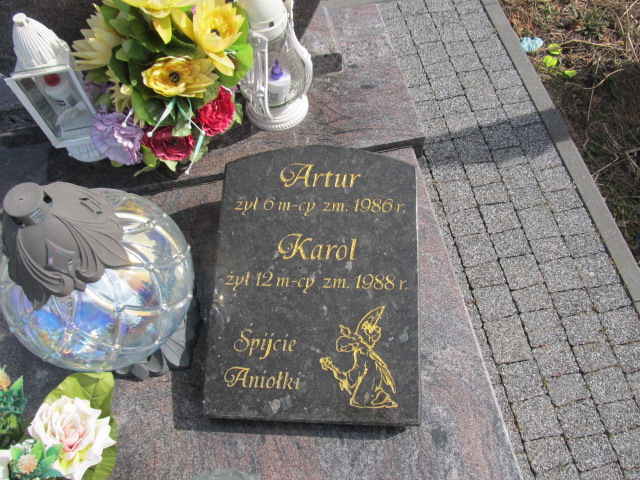 Artur
żył 6 m-cy zm. 1986 r.
Karol
żył 12 m-cy zm. 1988 r.
Śpijcie
Aniołki